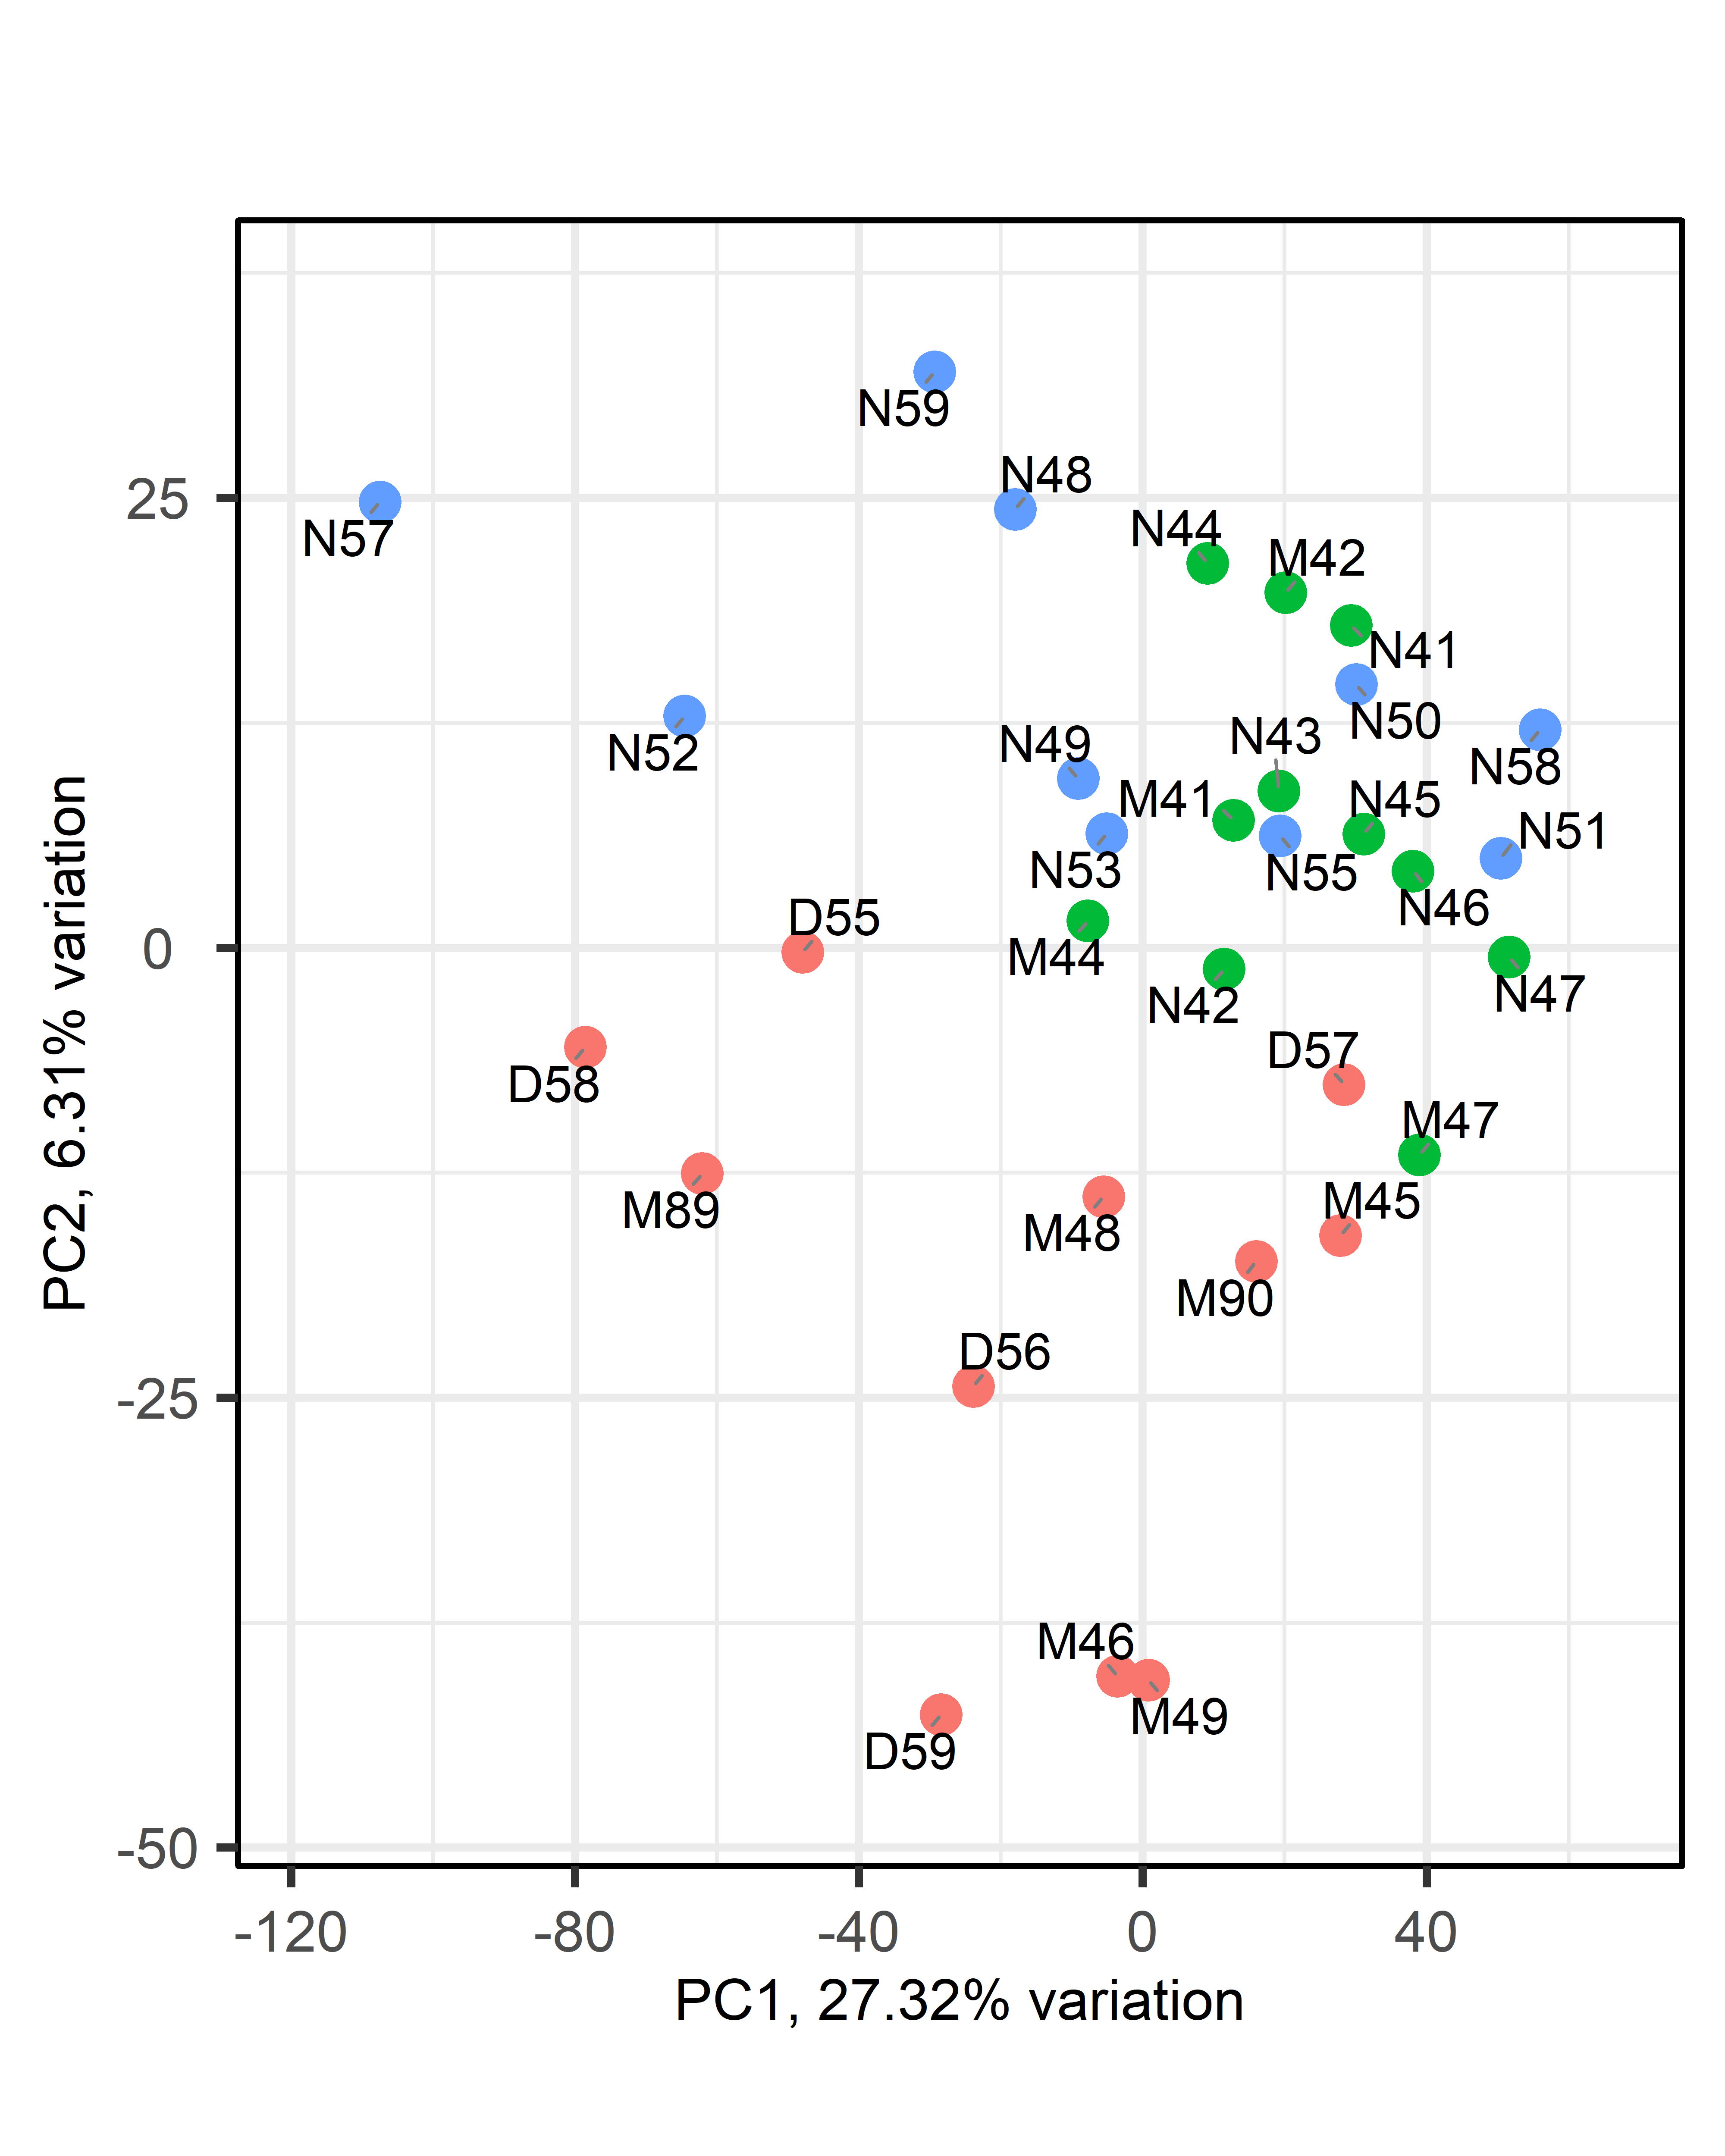 N59
N48
25
N57
N44
M42
N41
N50
N52
N43
N49
N58
M41
N45
N51
N53
N55
N46
D55
0
M44
N42
N47
D58
D57
M47
M89
M48
M45
M90
D56
-25
M46
M49
D59
-50
PC2, 6.31% variation
-120 -80 -40 0 40
PC1, 27.32% variation